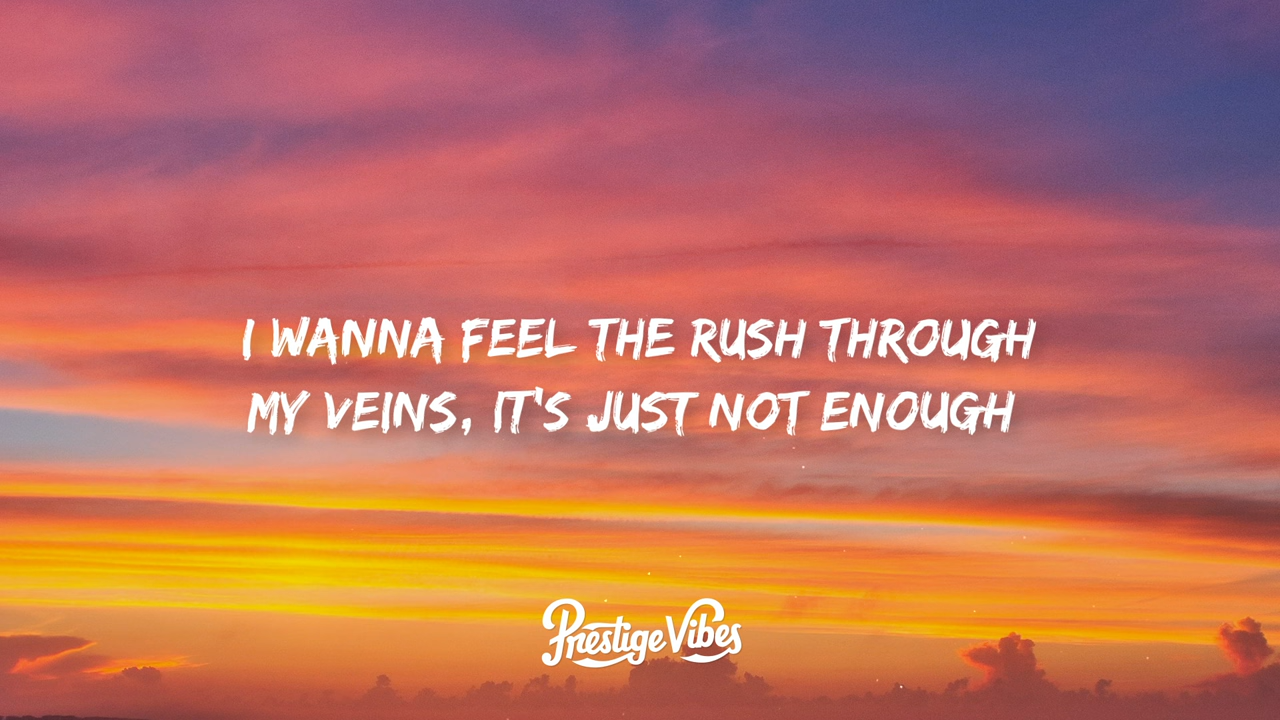 I WANNA FEEL THE RUSH THROUGH
MY VEINS, IT'S JUST NOT ENOUGH
Prestige Vibes